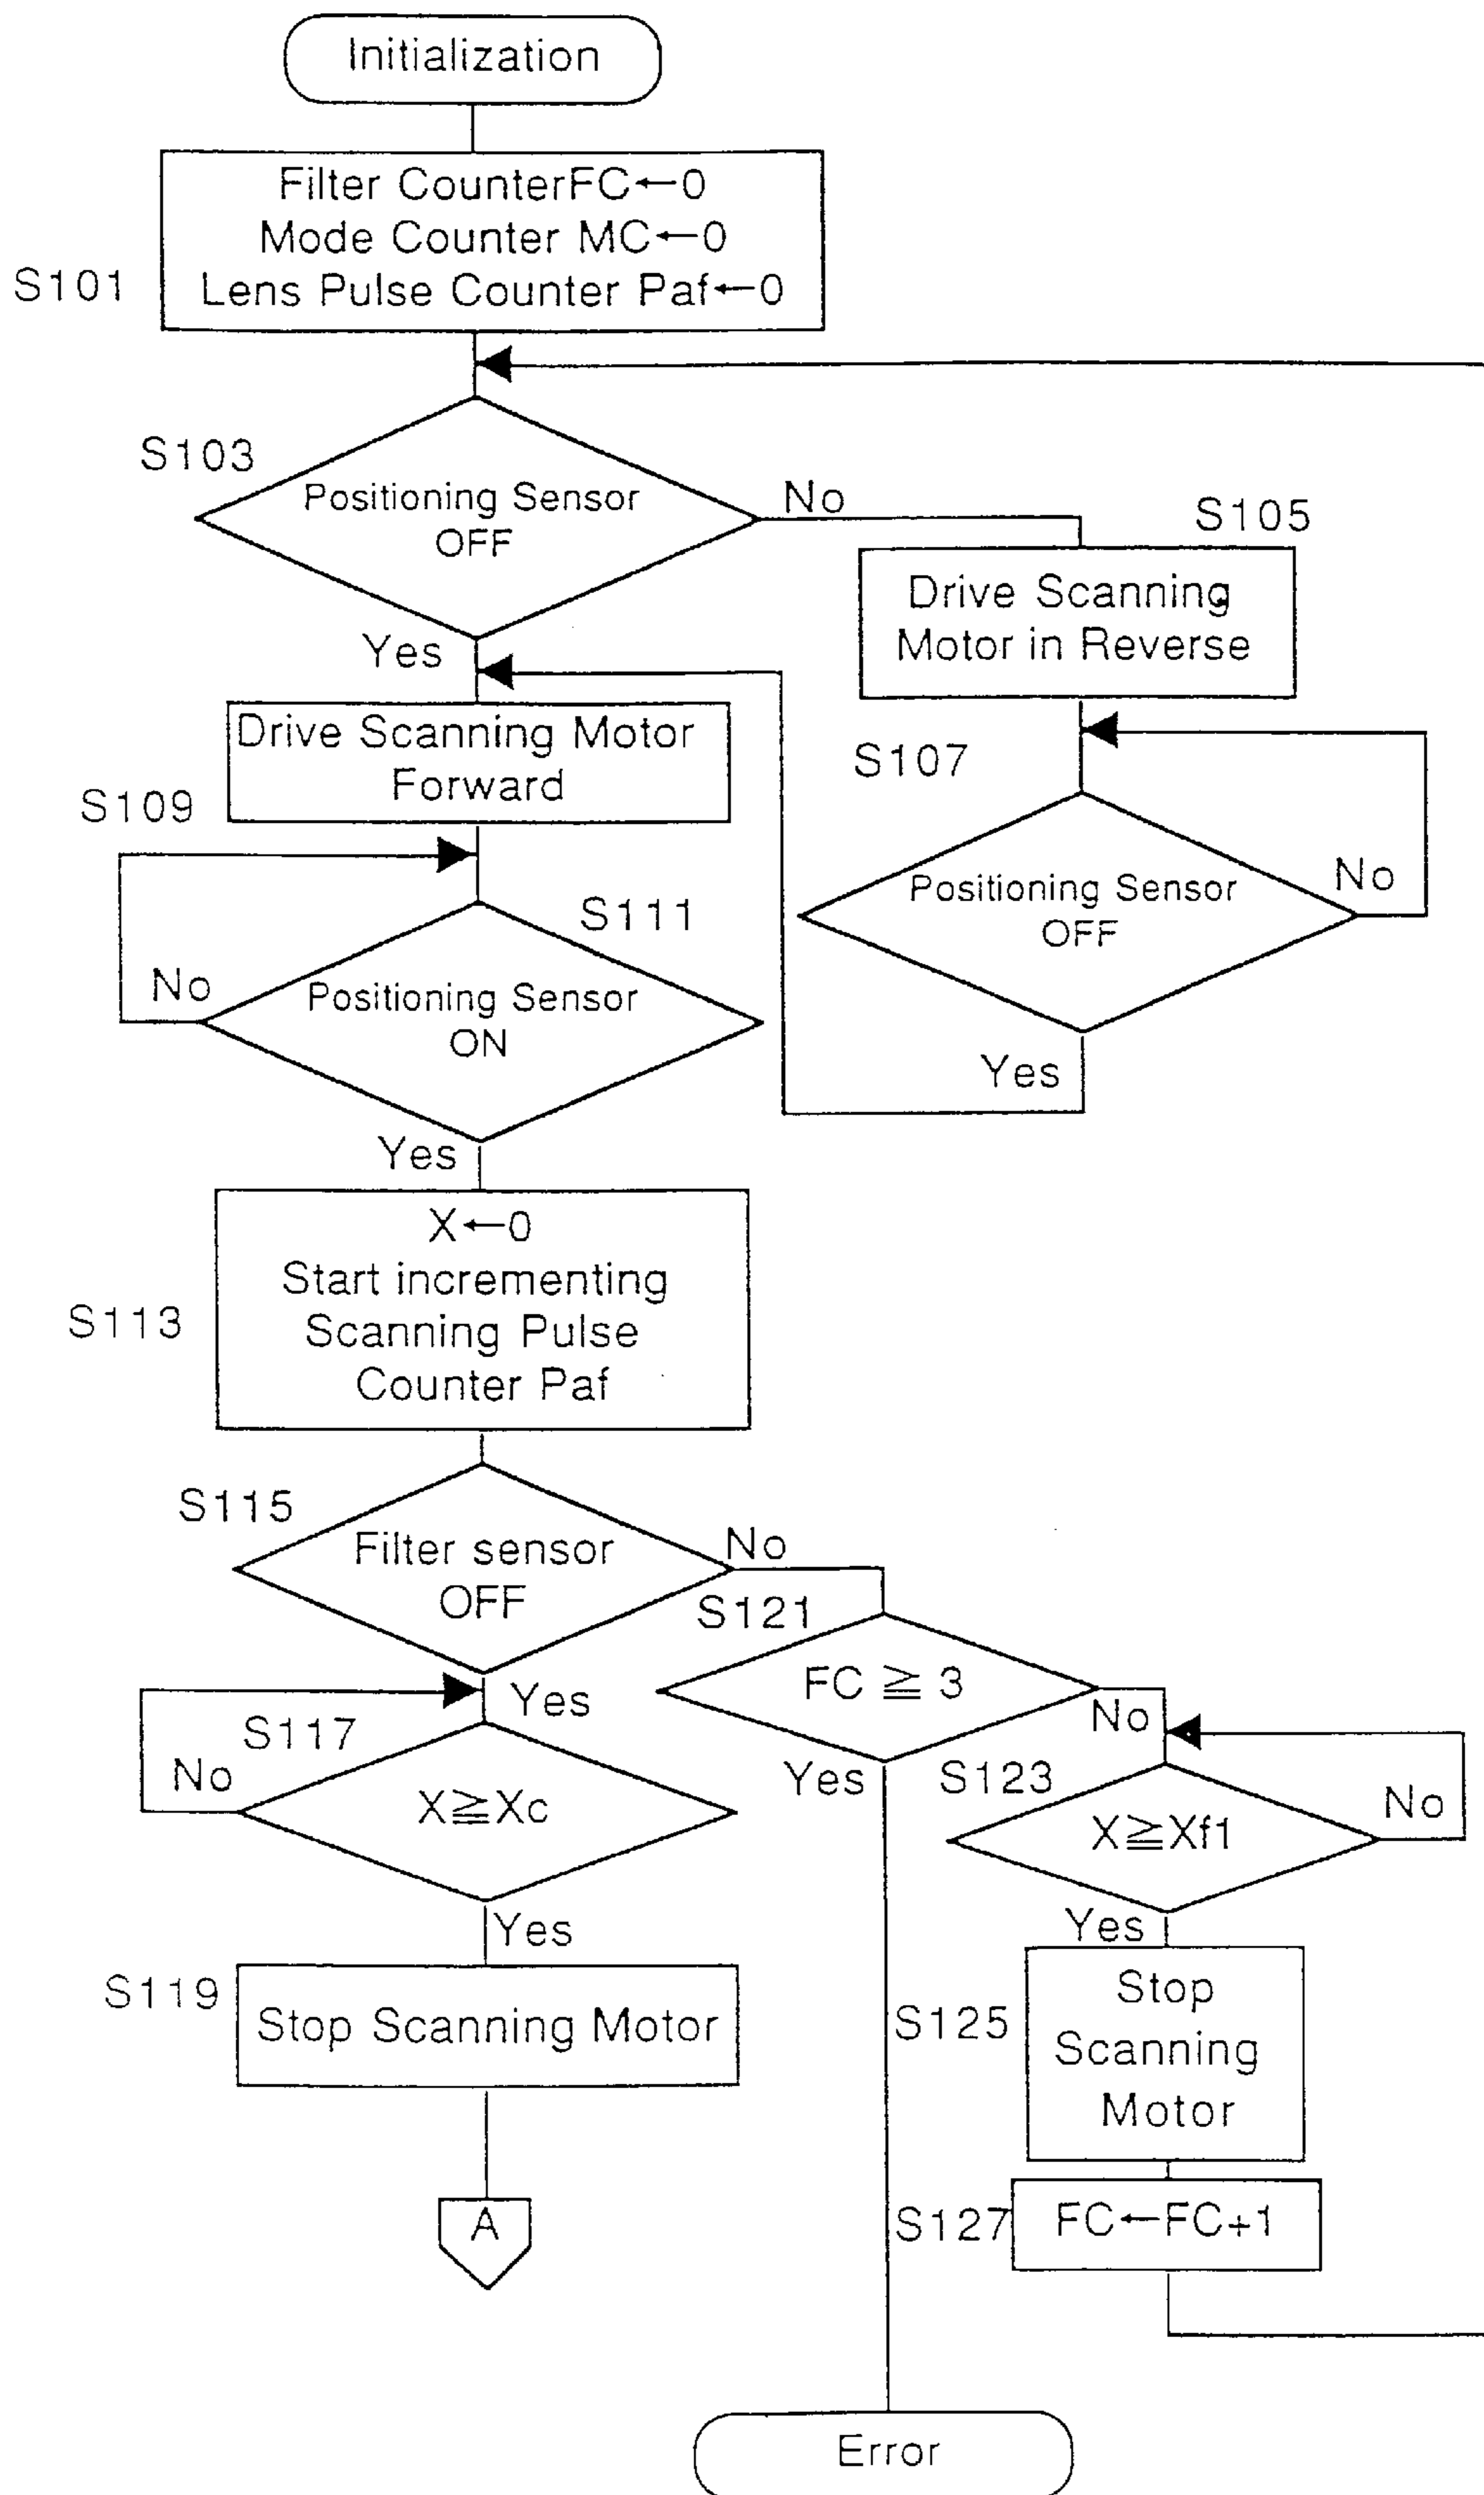 Initialization
Filter CounterFC←0
Mode Counter MC←0
S101
Lens Pulse Counter Paf←0
S103
Positioning Sensor
OFF
No
Yes
S105
Drive Scanning
Motor in Reverse
Drive Scanning Motor
Forward
S107
S109
Positioning Sensor
OFF
No
Yes
S111
Positioning Sensor
ON
No
Yes
S113
X←0
Start incrementing
Scanning Pulse
Counter Paf
S115
Filter sensor
OFF
No
Yes
S121
FC ≧ 3
No
Yes
S117
No
X≧Xc
Yes
S123
No
X≧Xf1
Yes
S119
Stop Scanning Motor
S125
Stop
Scanning
Motor
A
S127
FC←FC+1
Error